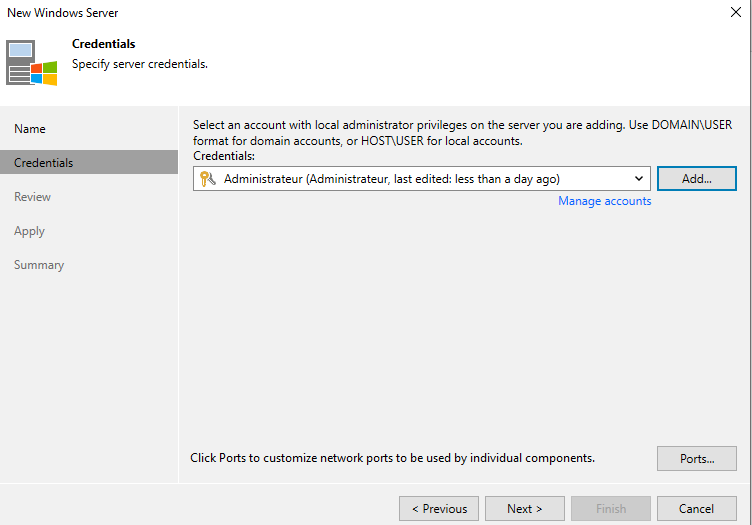 New Windows Server
Credentials
Specify server credentials.
Name
Credentials
Review
Apply
Summary
Select an account with local administrator privileges on the server you are adding. Use DOMAIN\USER
format for domain accounts, or HOST\USER for local accounts.
Credentials:
Administrateur (Administrateur, last edited: less than a day ago)
Add...
Manage accounts
Click Ports to customize network ports to be used by individual components.
Ports...
< Previous
Next >
Finish
Cancel